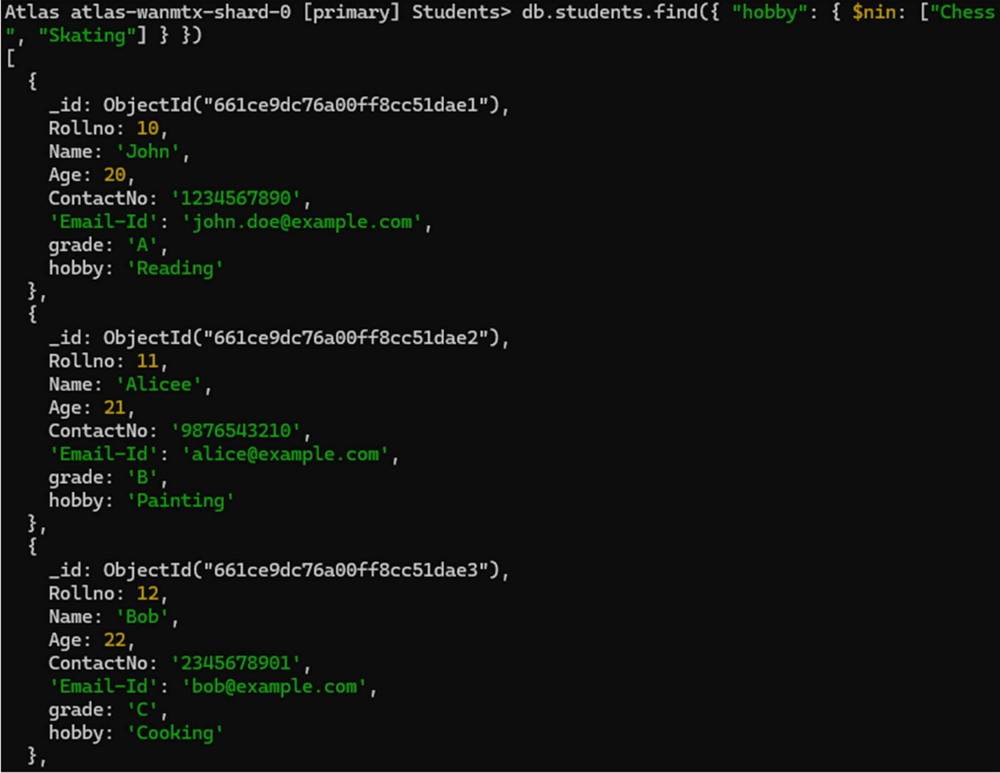 Atlas atlas-wanmtx-shard-0 [primary] Students> db.students.find({ "hobby": { $nin: ["Chess
", "Skating"] } })
[
  {
    _id: ObjectId("661ce9dc76a00ff8cc51dae1"),
    Rollno: 10,
    Name: 'John',
    Age: 20,
    ContactNo: '1234567890',
    'Email-Id': 'john.doe@example.com',
    grade: 'A',
    hobby: 'Reading'
  },
  {
    _id: ObjectId("661ce9dc76a00ff8cc51dae2"),
    Rollno: 11,
    Name: 'Alicee',
    Age: 21,
    ContactNo: '9876543210',
    'Email-Id': 'alice@example.com',
    grade: 'B',
    hobby: 'Painting'
  },
  {
    _id: ObjectId("661ce9dc76a00ff8cc51dae3"),
    Rollno: 12,
    Name: 'Bob',
    Age: 22,
    ContactNo: '2345678901',
    'Email-Id': 'bob@example.com',
    grade: 'C',
    hobby: 'Cooking'
  },